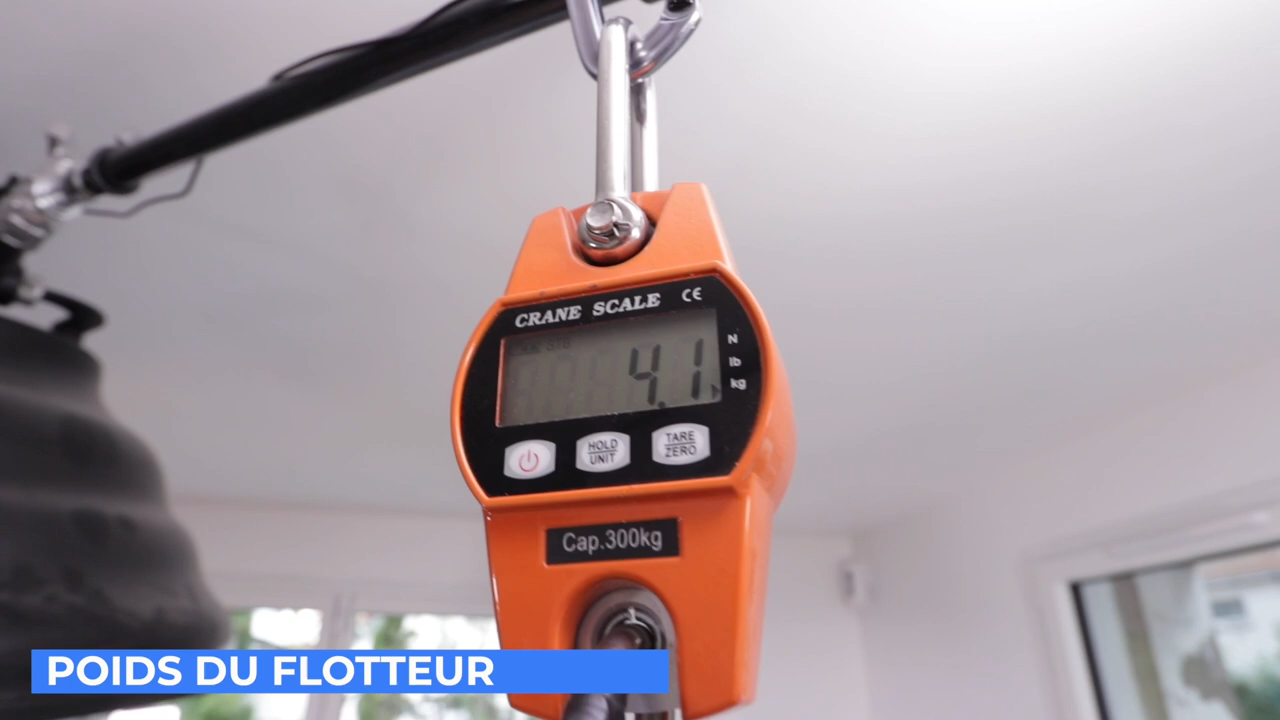 CRANE SCALE CE
4.1
N
lb
kg
HOLD
UNIT
TARE
ZERO
Cap.300kg
POIDS DU FLOTTEUR